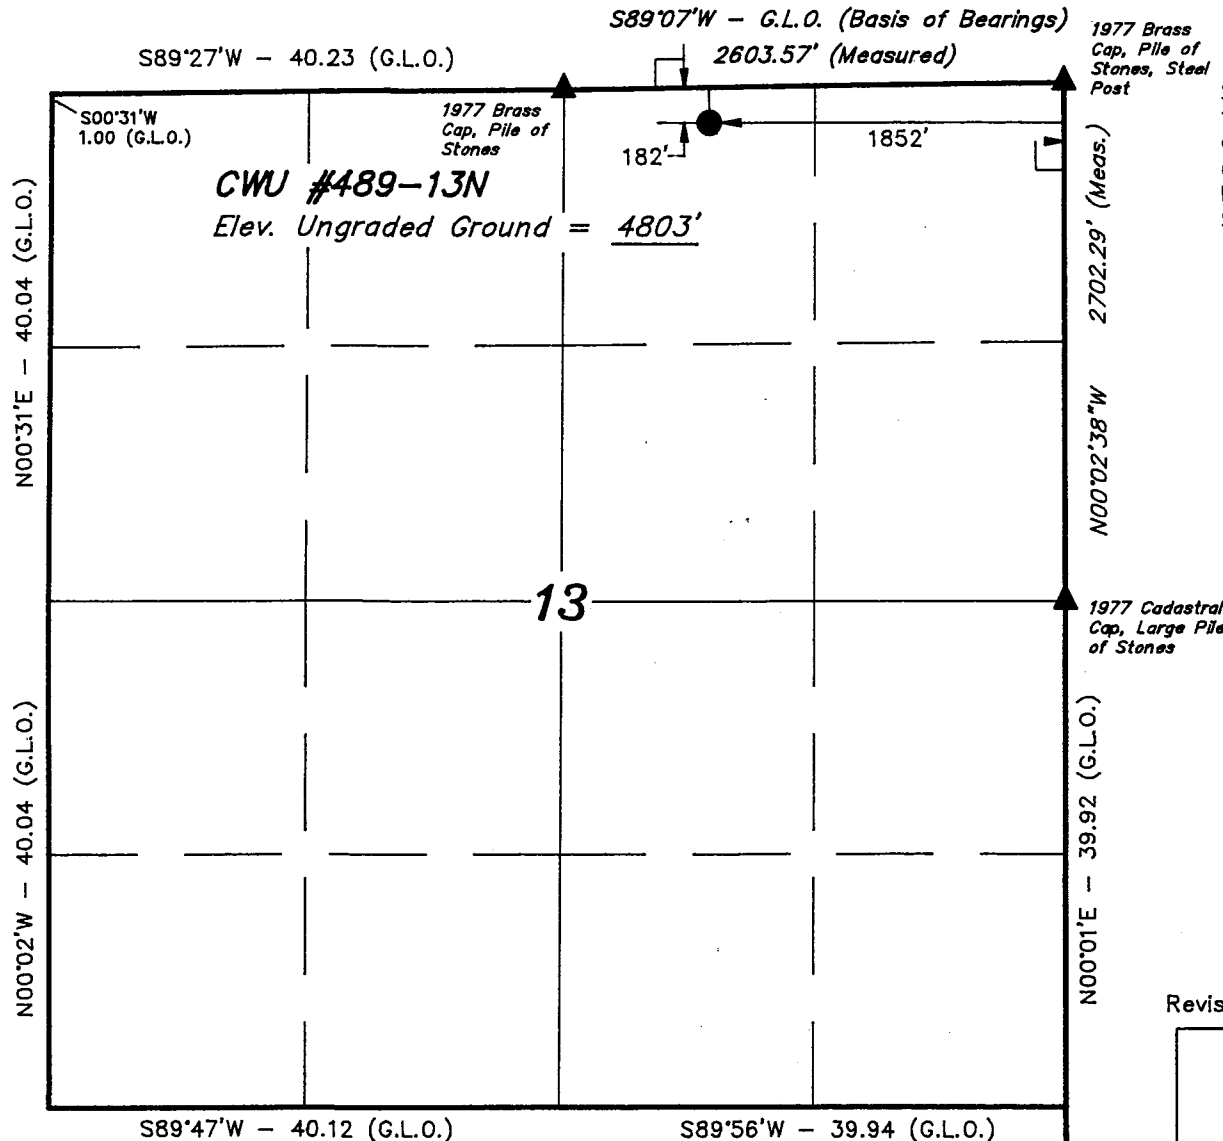 S89°07'W - G.L.O. (Basis of Bearings)
2603.57' (Measured)
S89°27'W - 40.23 (G.L.O.)
1977 Brass
Cap, Pile of
Stones, Steel
Post
S00°31'W
1.00 (G.L.O.)
1977 Brass
Cap, Pile of
Stones
182'
1852'
CWU #489-13N
Elev. Ungraded Ground = 4803'
N00°31'E - 40.04 (G.L.O.)
N00°02'38"W 2702.29' (Meas.)
13
1977 Cadastral
Cap, Large Pile
of Stones
N00°02'W - 40.04 (G.L.O.)
N00°01'E - 39.92 (G.L.O.)
Revis
S89°47'W - 40.12 (G.L.O.)
S89°56'W - 39.94 (G.L.O.)